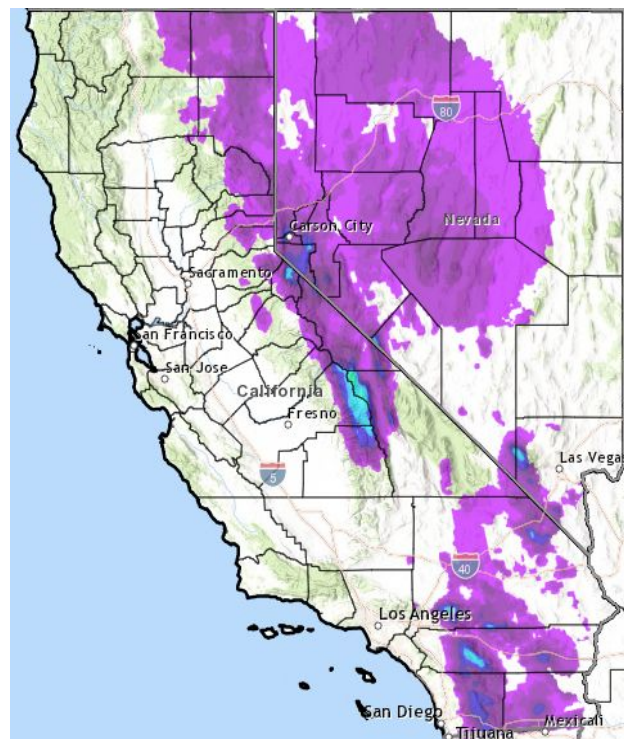 80
Nevada
Carson City
Sacramento
San Francisco
San Jose
California
Fresno
5
Las Vegas
40
Los Angeles
San Diego
Tijuana
Mexicali